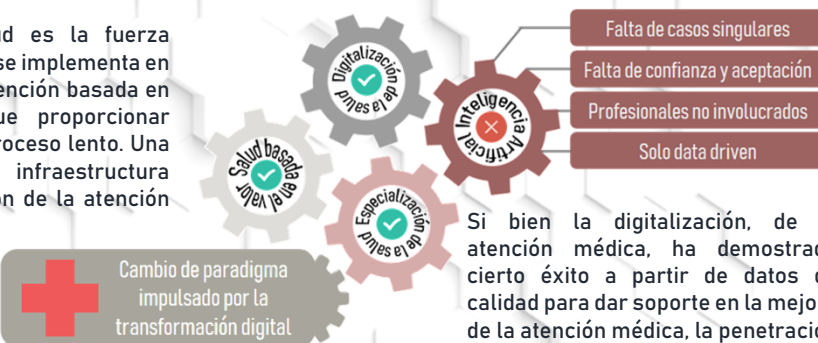 ud es la fuerza
se implementa en
ención basada en
ue proporcionar
roceso lento. Una
infraestructura
ón de la atención
Digitalización de la salud
Salud basada en el valor
Especialización de la salud
Inteligencia Artificial
Falta de casos singulares
Falta de confianza y aceptación
Profesionales no involucrados
Solo data driven
Cambio de paradigma
impulsado por la
transformación digital
Si bien la digitalización, de
atención médica, ha demostrad
cierto éxito a partir de datos d
calidad para dar soporte en la mejo
de la atención médica, la penetració